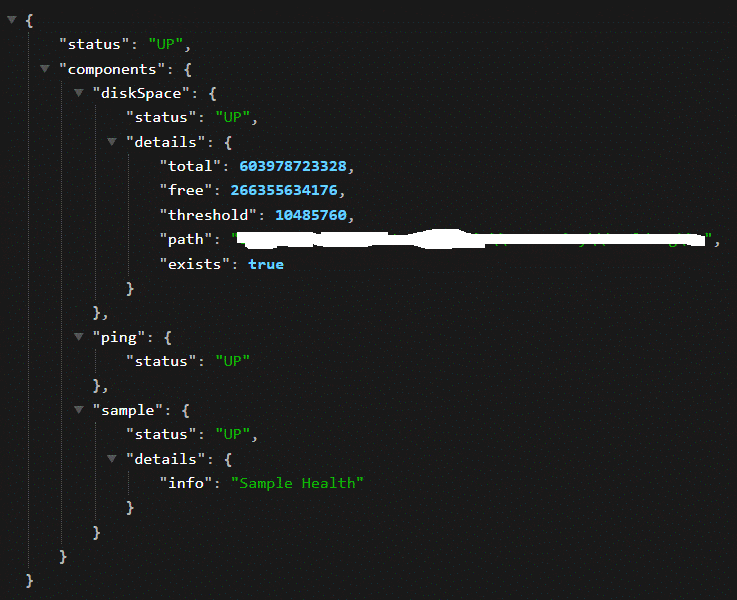 {
"status": "UP",
"components": {
"diskSpace": {
"status": "UP",
"details": {
"total": 603978723328,
"free": 266355634176,
"threshold": 10485760,
"path": "",
"exists": true
}
},
"ping": {
"status": "UP"
},
"sample": {
"status": "UP",
"details": {
"info": "Sample Health"
}
}
}
}